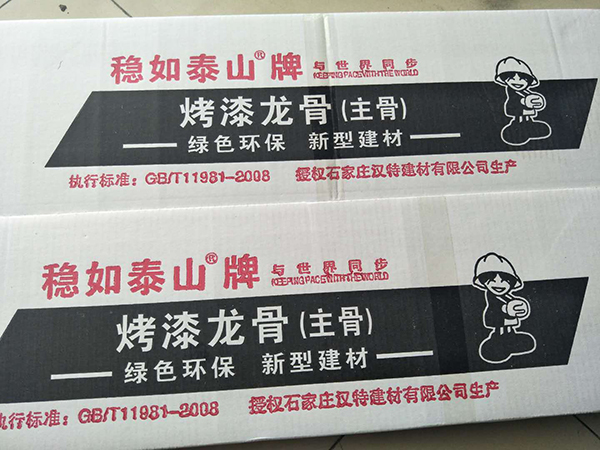 稳如泰山®牌 与世界同步
KEEPING PACE WITH THE WORLD
烤漆龙骨(主骨)
绿色环保 新型建材
执行标准：GB/T11981-2008 授权石家庄汉特建材有限公司生产
稳如泰山®牌 与世界同步
KEEPING PACE WITH THE WORLD
烤漆龙骨(主骨)
绿色环保 新型建材
执行标准：GB/T11981-2008 授权石家庄汉特建材有限公司生产